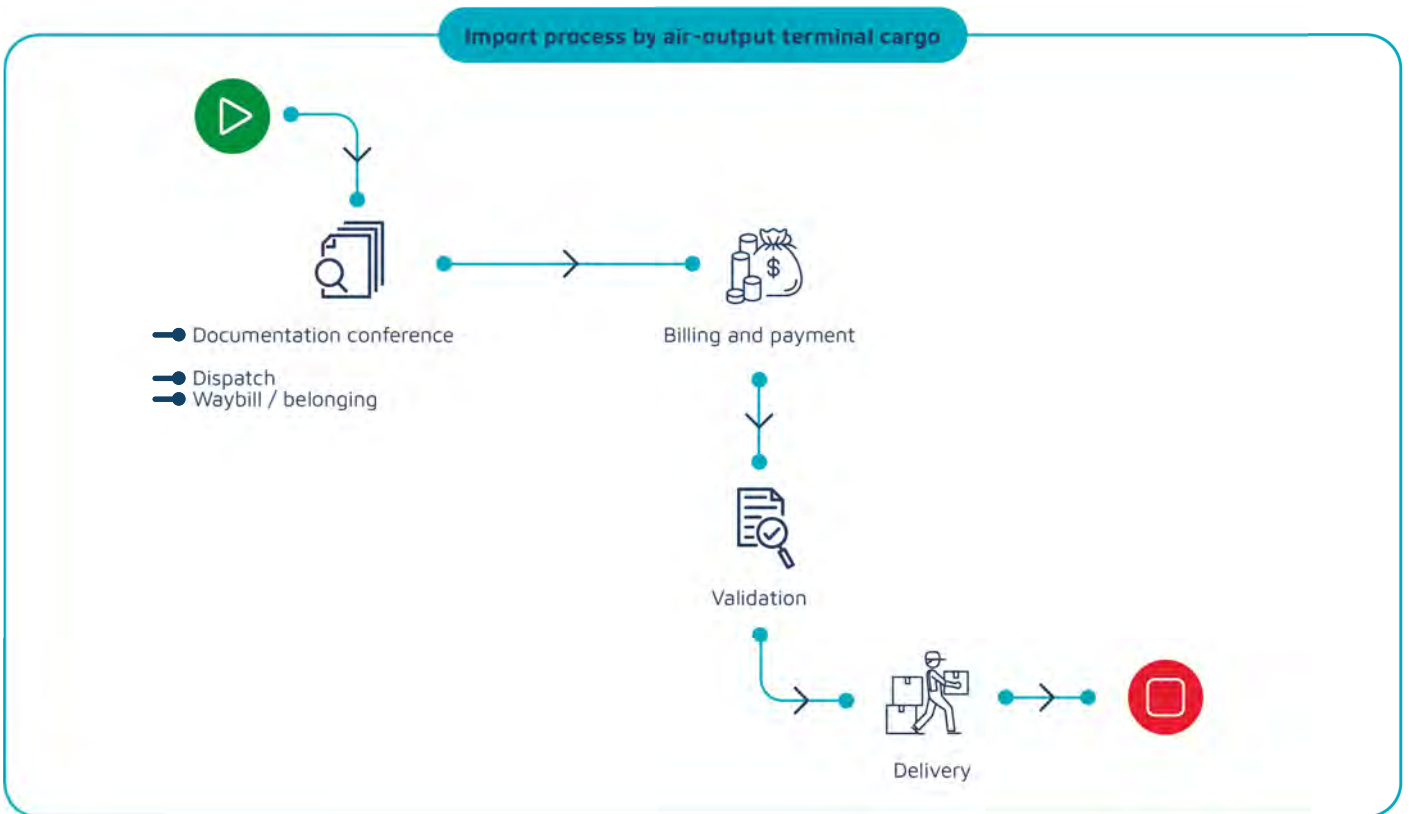 Import process by air-output terminal cargo
$
Documentation conference
Billing and payment
Dispatch
Waybill / belonging
Validation
Delivery